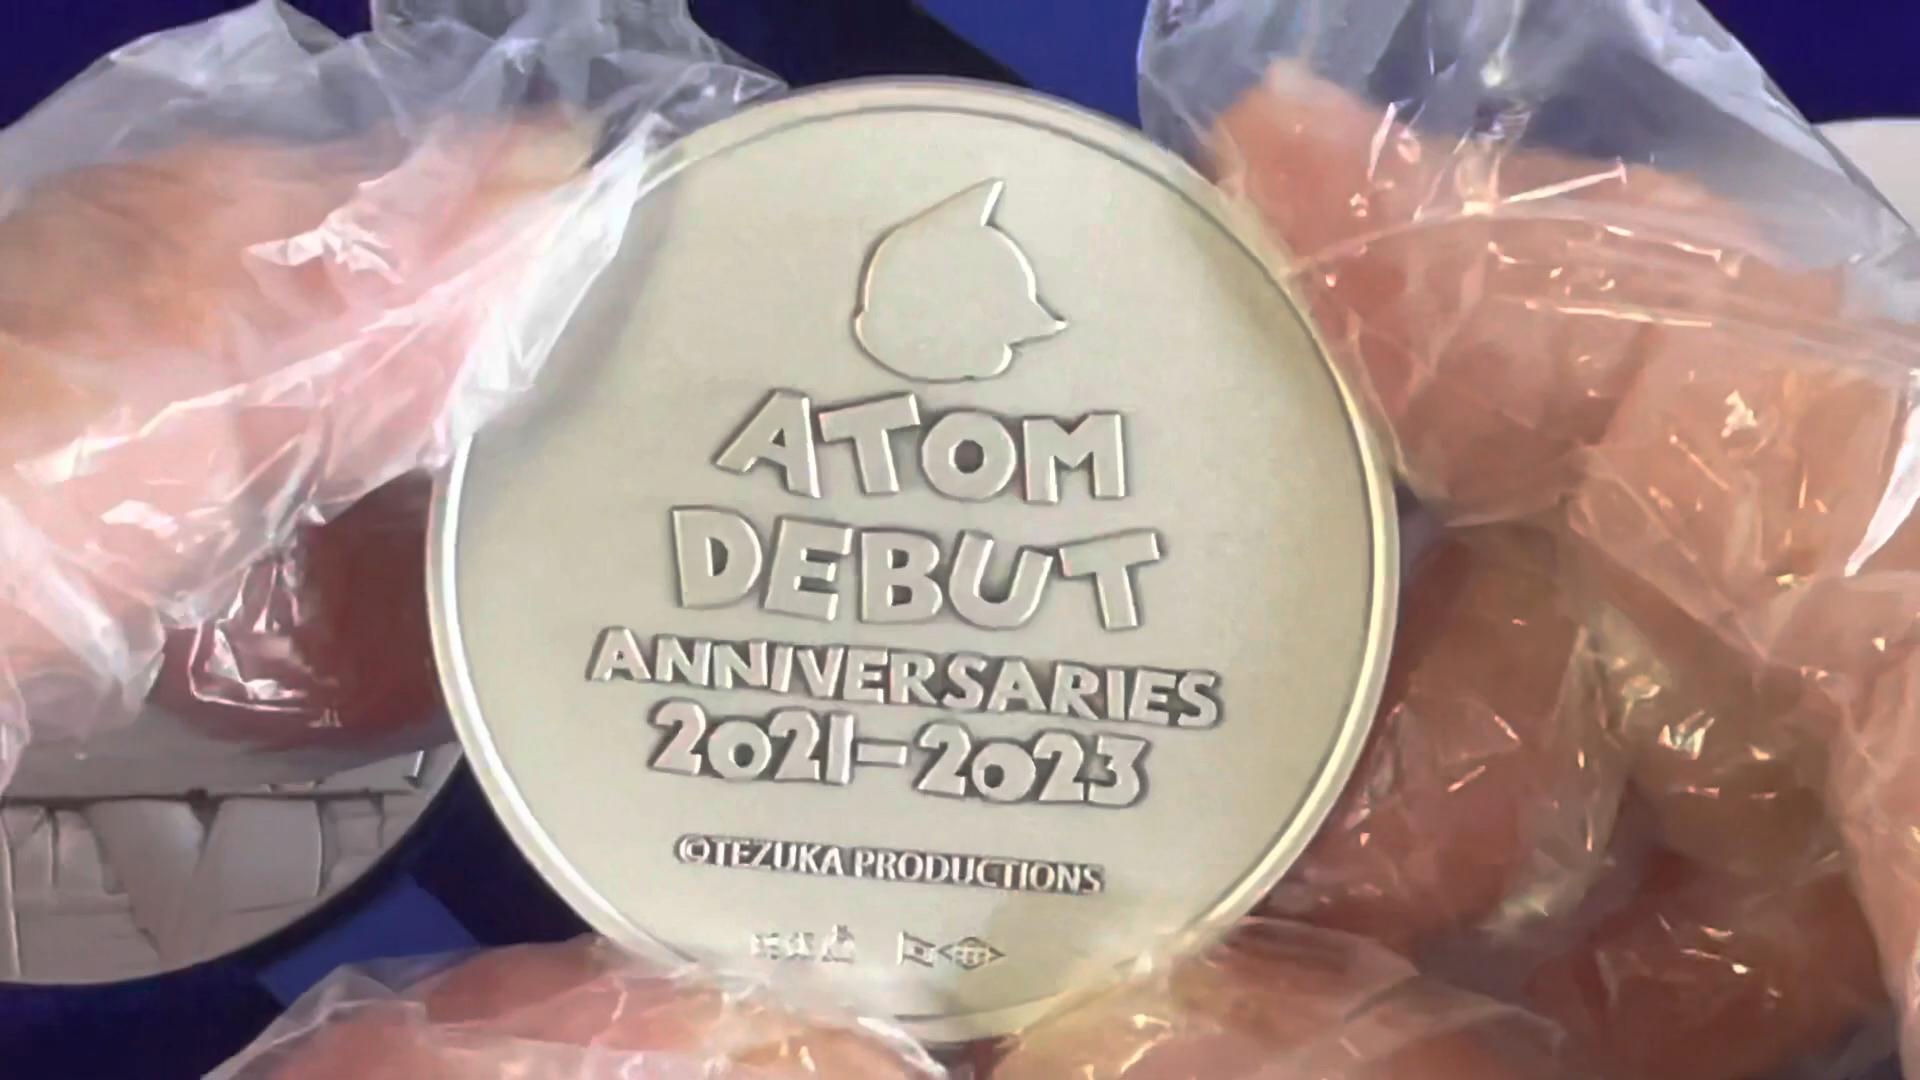 ATOM
DEBUT
ANNIVERSARIES
2021-2023
©TEZUKA PRODUCTIONS